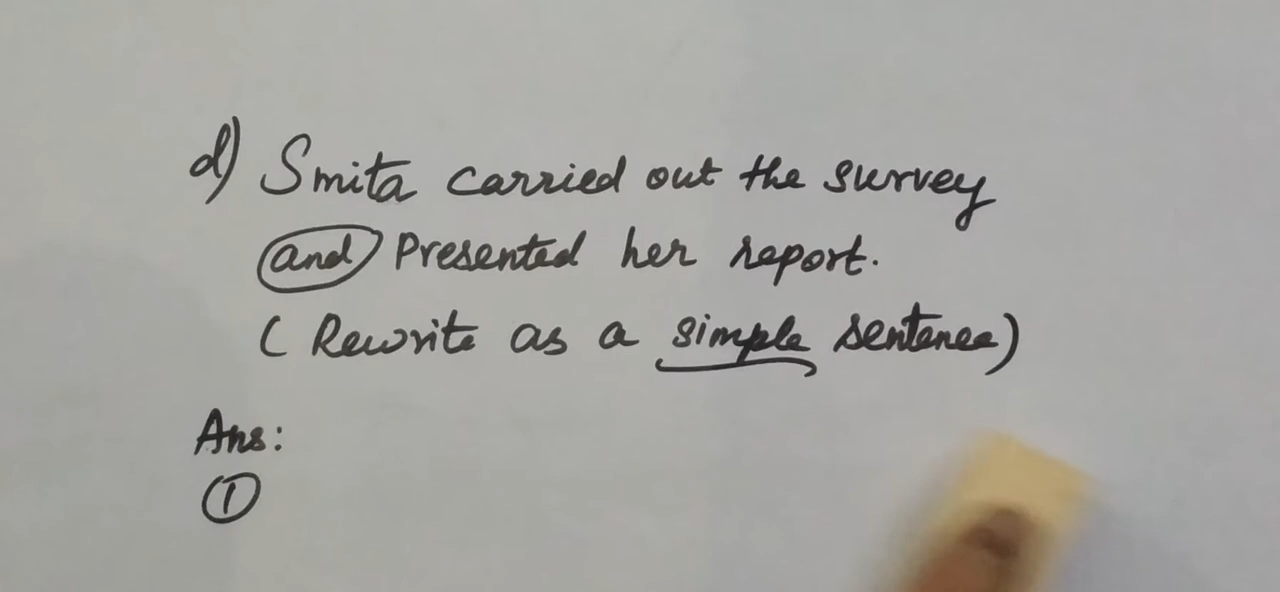 d) Smita carried out the survey
and Presented her report.
(Rewrite as a simple sentence)
Ans:
①